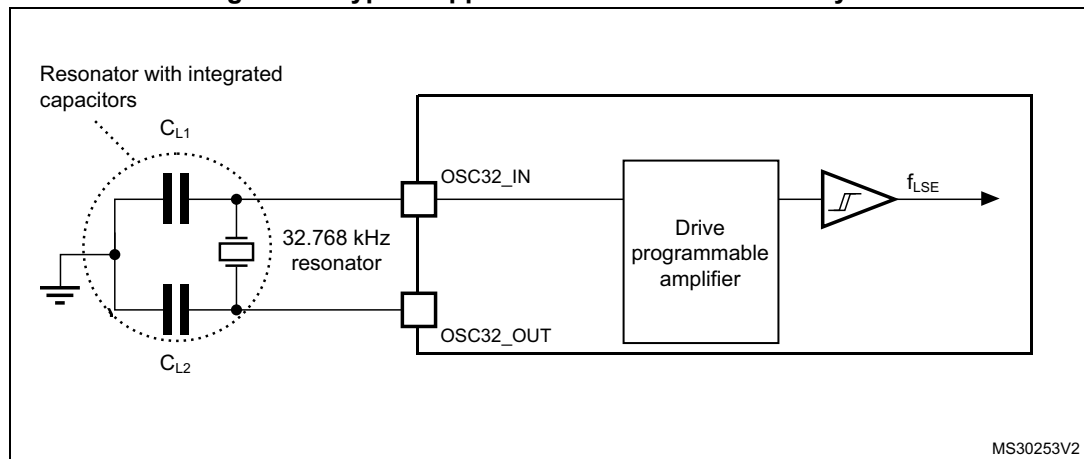 Resonator with integrated
capacitors
CL1
OSC32_IN
fLSE
32.768 kHz
resonator
Drive
programmable
amplifier
OSC32_OUT
CL2
MS30253V2